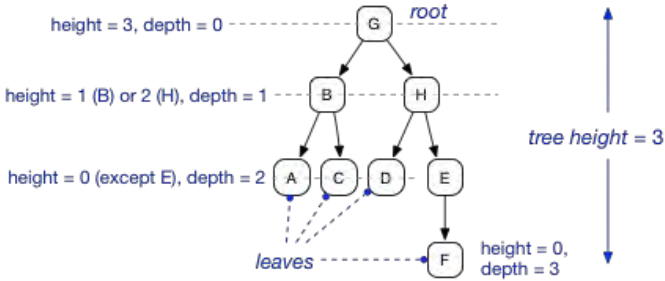 height = 3, depth = 0
G
root
height = 1 (B) or 2 (H), depth = 1
B
H
tree height = 3
height = 0 (except E), depth = 2
A
C
D
E
leaves
F
height = 0,
depth = 3